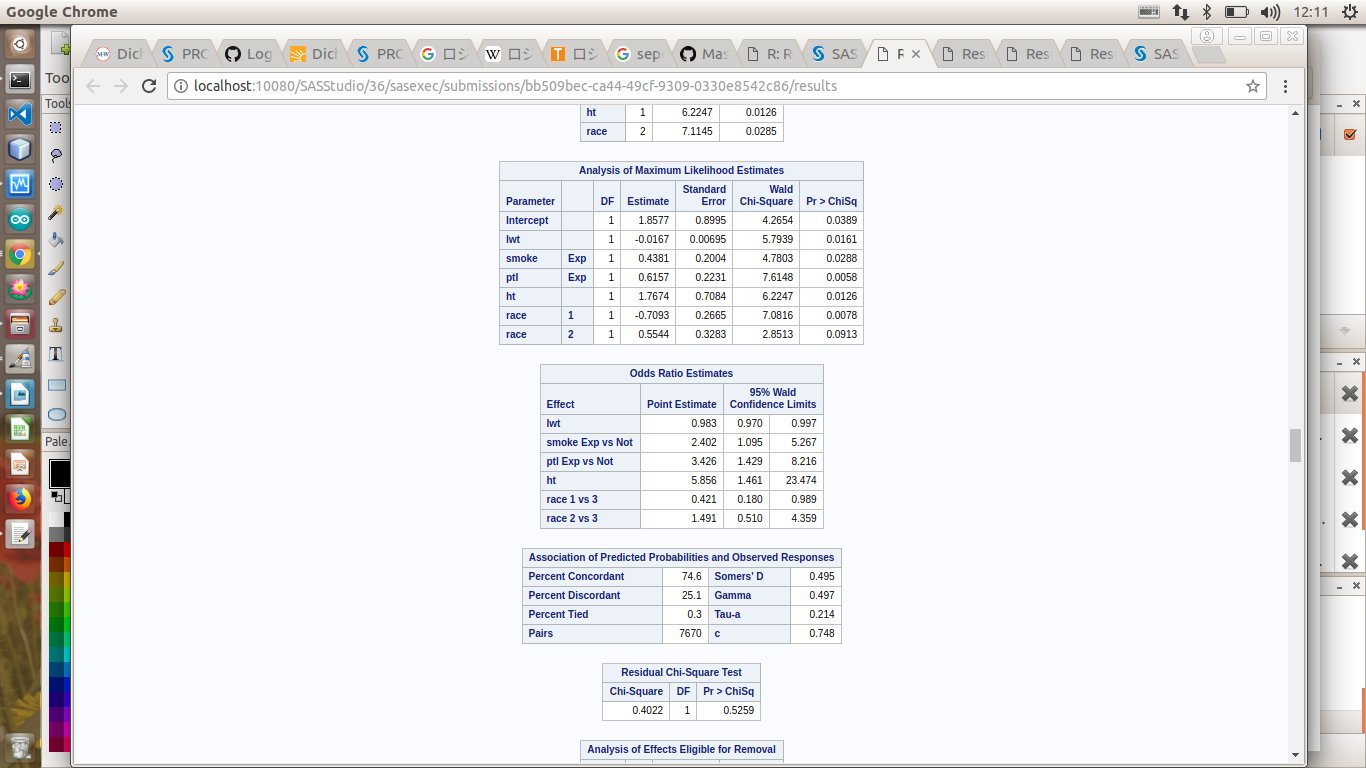 Google Chrome 12:11
Dicl PRC Log Dicl PRC ロシ ロシ ロシ sep Mas R: R SAS R Res Res Res SAS
localhost:10080/SASStudio/36/sasexec/submissions/bb509bec-ca44-49cf-9309-0330e8542c86/results
Too
Tools
Pale
ht 1 6.2247 0.0126
race 2 7.1145 0.0285
Analysis of Maximum Likelihood Estimates
Parameter DF Estimate Standard Error Wald Chi-Square Pr > ChiSq
Intercept 1 1.8577 0.8995 4.2654 0.0389
lwt 1 -0.0167 0.00695 5.7939 0.0161
smoke Exp 1 0.4381 0.2004 4.7803 0.0288
ptl Exp 1 0.6157 0.2231 7.6148 0.0058
ht 1 1.7674 0.7084 6.2247 0.0126
race 1 1 -0.7093 0.2665 7.0816 0.0078
race 2 1 0.5544 0.3283 2.8513 0.0913
Odds Ratio Estimates
Effect Point Estimate 95% Wald Confidence Limits
lwt 0.983 0.970 0.997
smoke Exp vs Not 2.402 1.095 5.267
ptl Exp vs Not 3.426 1.429 8.216
ht 5.856 1.461 23.474
race 1 vs 3 0.421 0.180 0.989
race 2 vs 3 1.491 0.510 4.359
Association of Predicted Probabilities and Observed Responses
Percent Concordant 74.6 Somers' D 0.495
Percent Discordant 25.1 Gamma 0.497
Percent Tied 0.3 Tau-a 0.214
Pairs 7670 c 0.748
Residual Chi-Square Test
Chi-Square DF Pr > ChiSq
0.4022 1 0.5259
Analysis of Effects Eligible for Removal